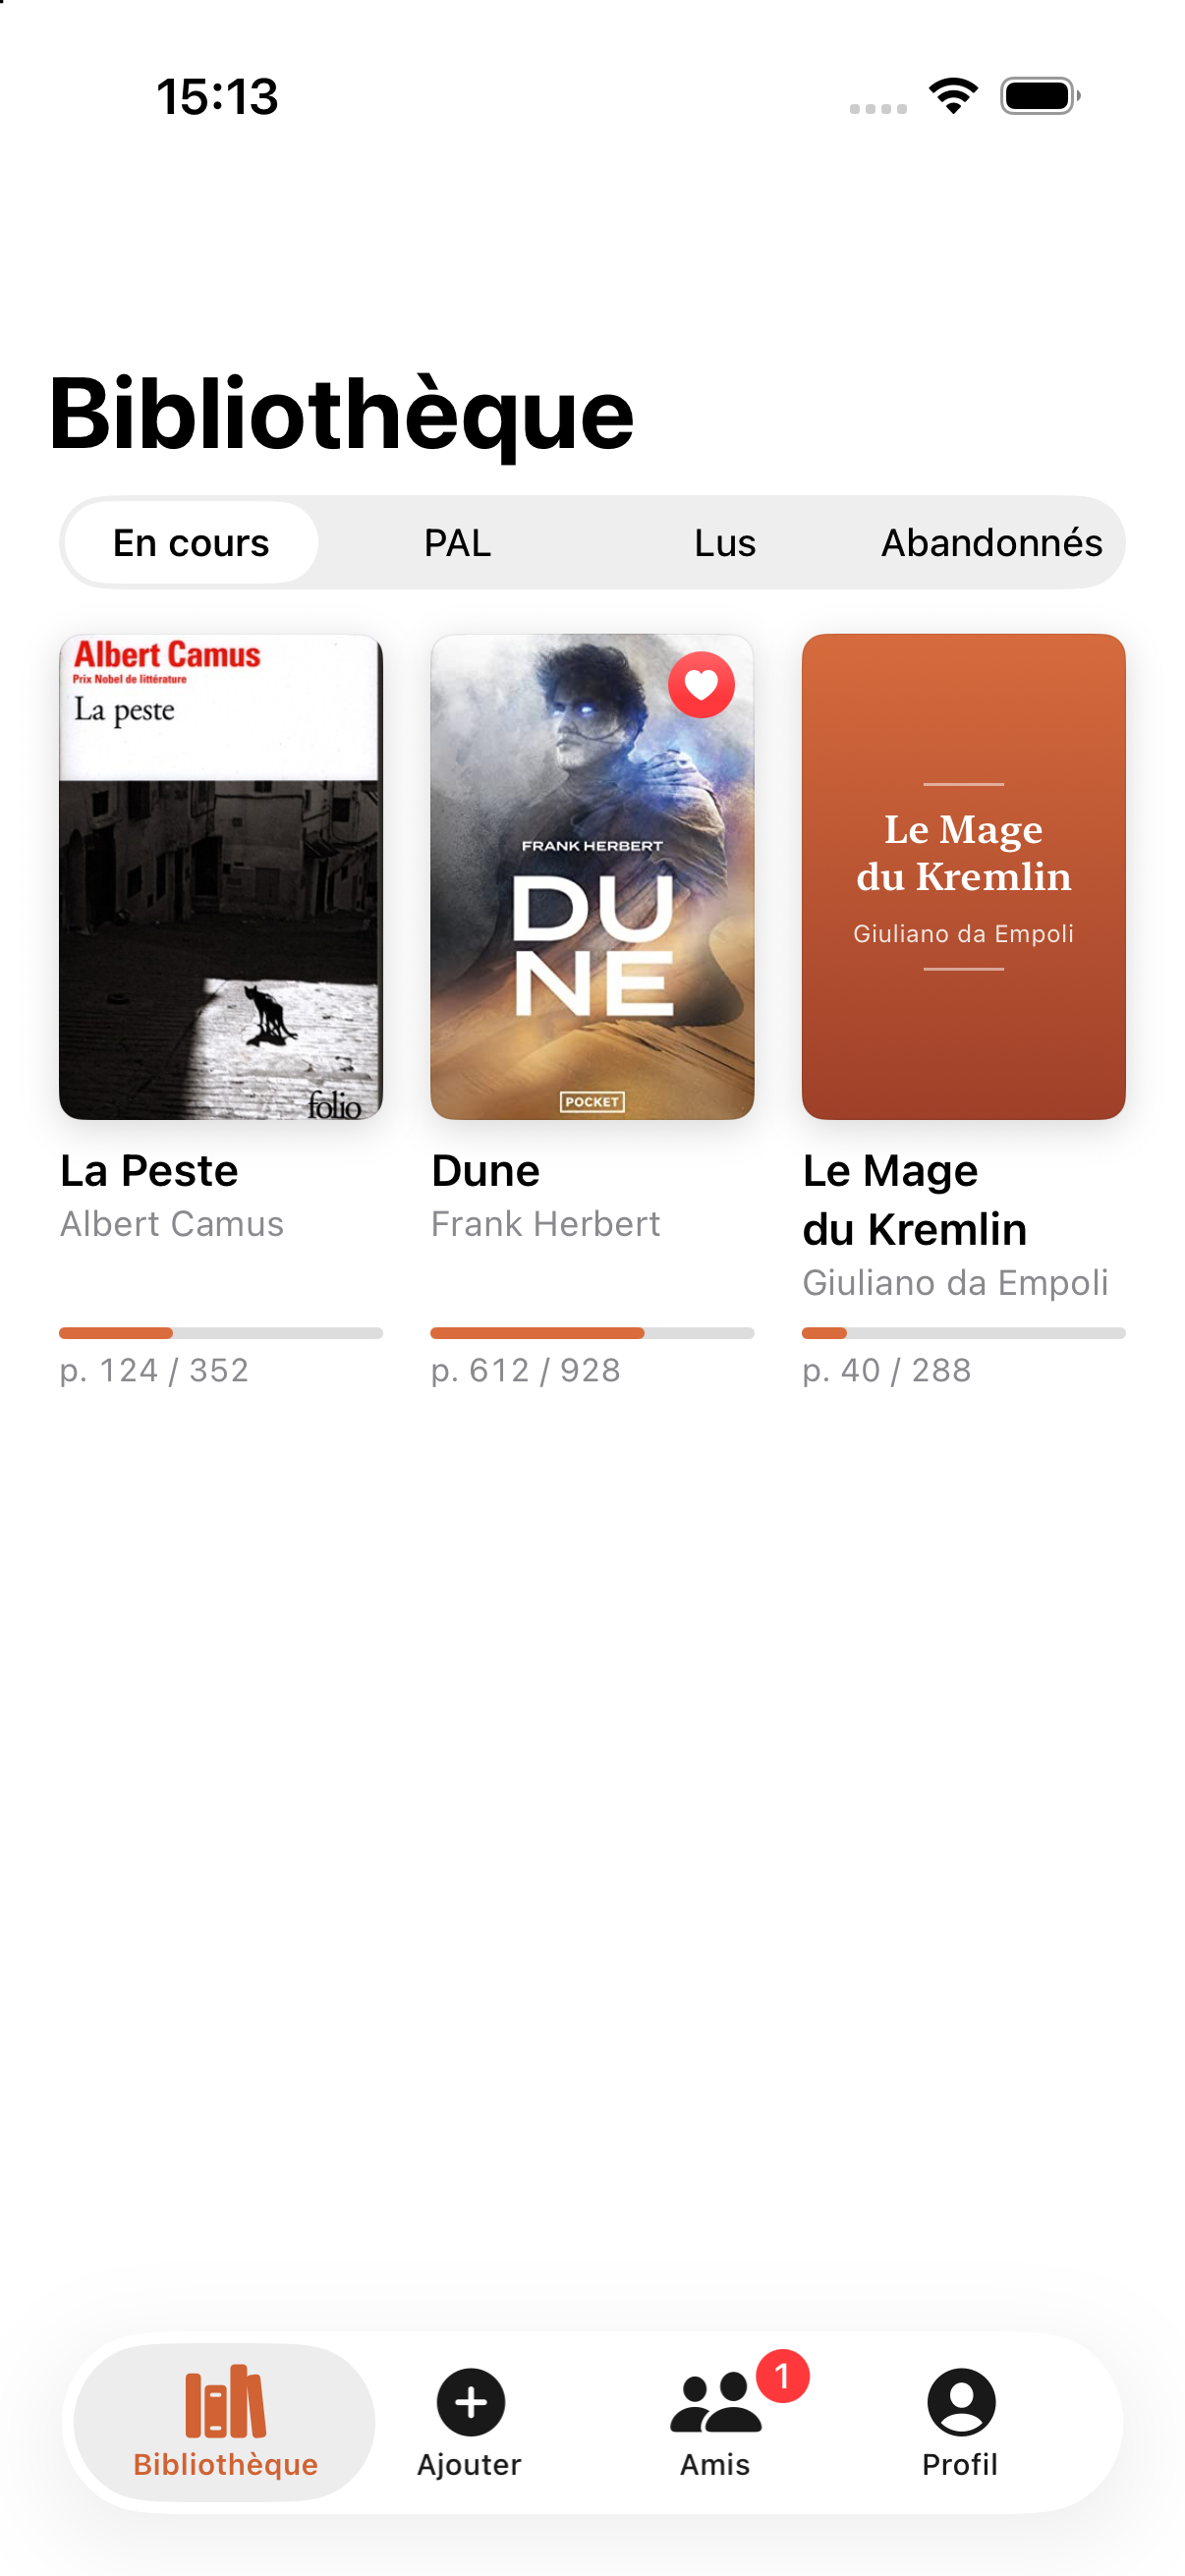 15:13
Bibliothèque
En cours
PAL
Lus
Abandonnés
Albert Camus
Prix Nobel de littérature
La peste
folio
FRANK HERBERT
DU
NE
POCKET
Le Mage
du Kremlin
Giuliano da Empoli
La Peste
Albert Camus
p. 124 / 352
Dune
Frank Herbert
p. 612 / 928
Le Mage
du Kremlin
Giuliano da Empoli
p. 40 / 288
Bibliothèque
Ajouter
1
Amis
Profil